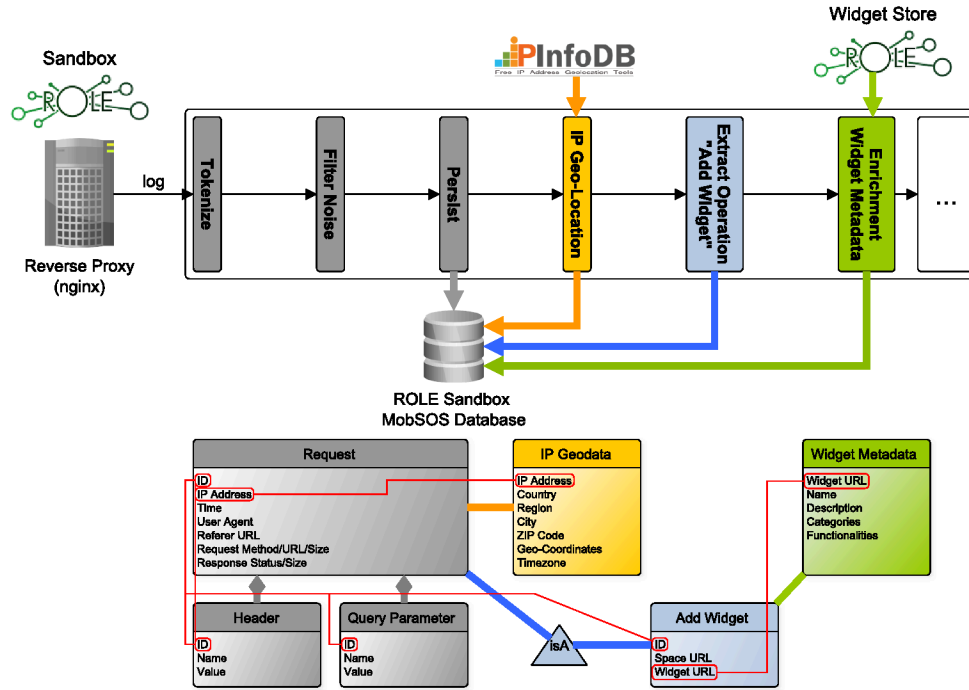 Widget Store
Sandbox
ROLE
IPInfoDB
Free IP Address Geolocation Tools
ROLE
log
Tokenize
Filter Noise
Persist
IP Geo-Location
Extract Operation
"Add Widget"
Enrichment
Widget Metadata
...
Reverse Proxy
(nginx)
ROLE Sandbox
MobSOS Database
Request
ID
IP Address
Time
User Agent
Referer URL
Request Method/URL/Size
Response Status/Size
IP Geodata
IP Address
Country
Region
City
ZIP Code
Geo-Coordinates
Timezone
Widget Metadata
Widget URL
Name
Description
Categories
Functionalities
Header
ID
Name
Value
Query Parameter
ID
Name
Value
isA
Add Widget
ID
Space URL
Widget URL